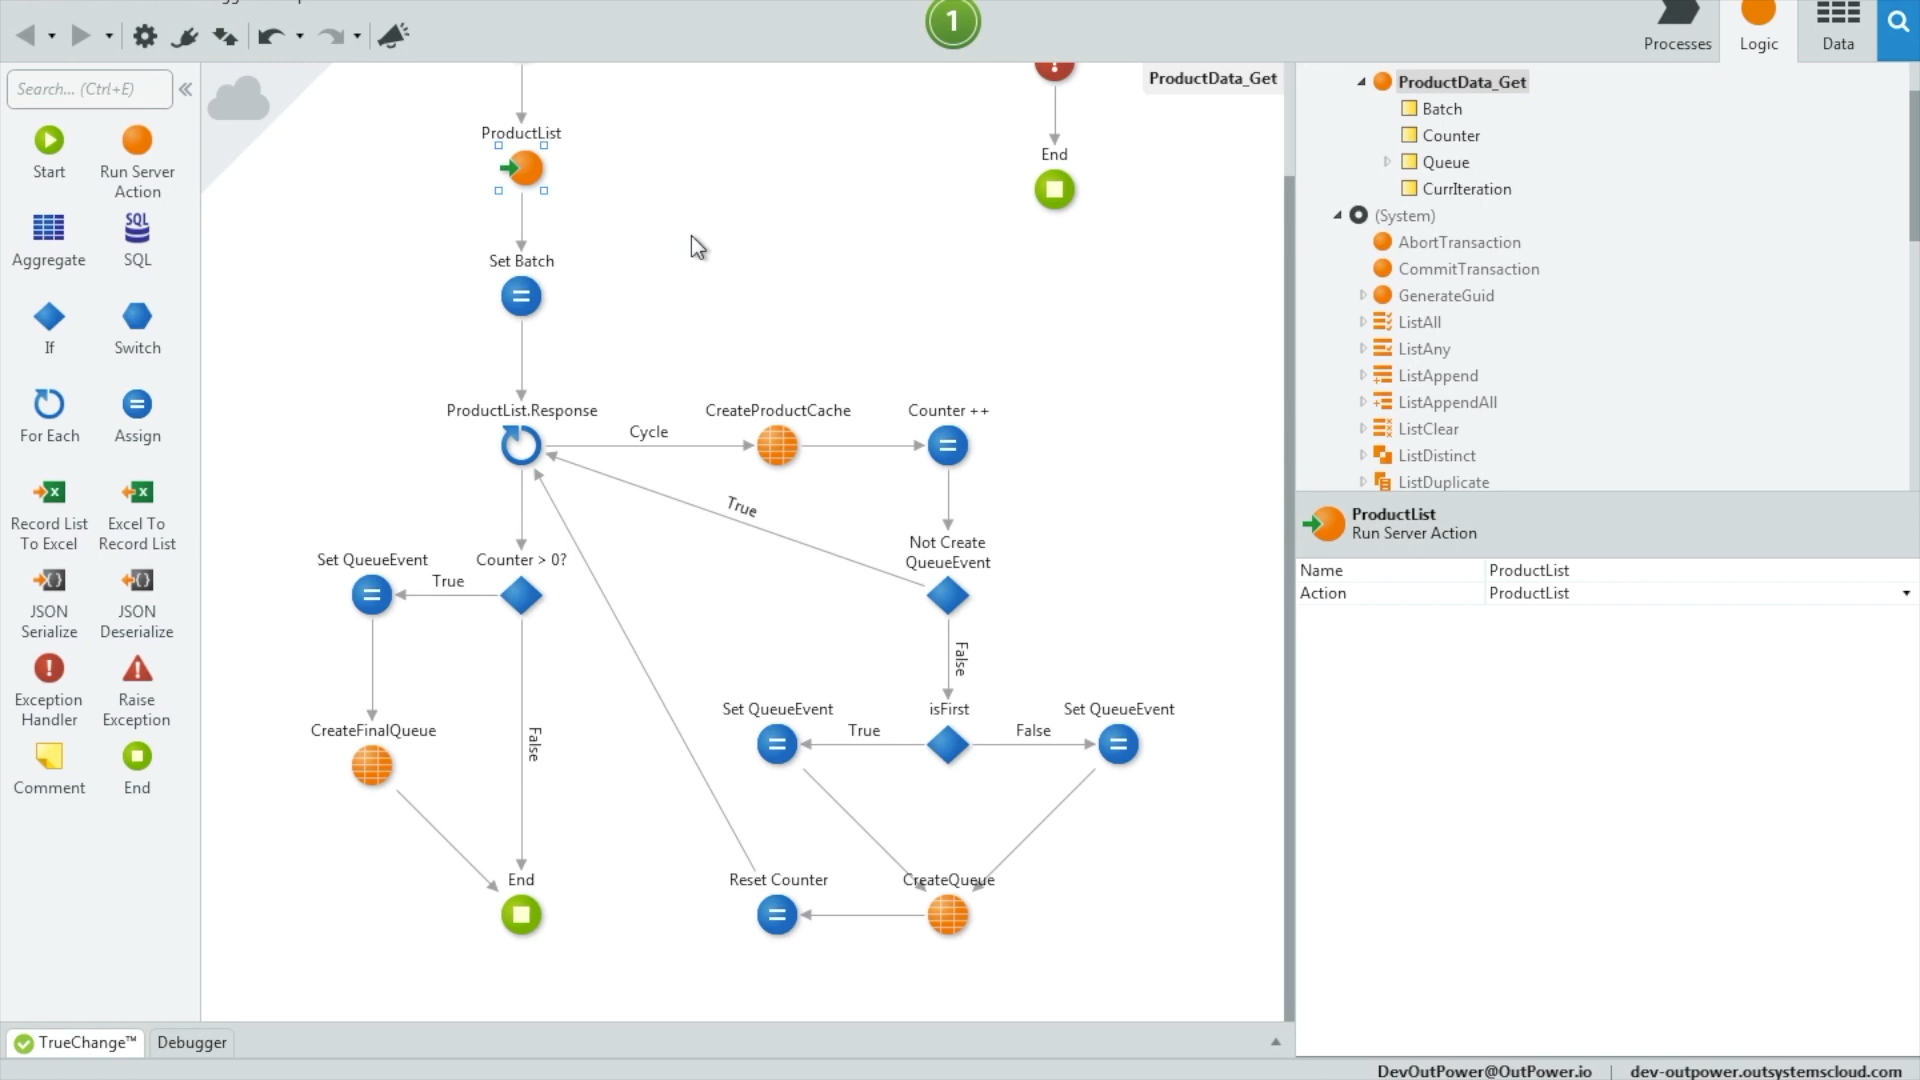 1
Processes
Logic
Data
Search... (Ctrl+E)
Start
Run Server
Action
Aggregate
SQL
SQL
If
Switch
For Each
Assign
Record List
To Excel
Excel To
Record List
JSON
Serialize
JSON
Deserialize
Exception
Handler
Raise
Exception
Comment
End
ProductData_Get
ProductList
End
Set Batch
ProductList.Response
Cycle
CreateProductCache
Counter ++
True
Not Create
QueueEvent
Set QueueEvent
True
Counter > 0?
False
Set QueueEvent
True
isFirst
False
Set QueueEvent
CreateFinalQueue
False
End
Reset Counter
CreateQueue
ProductData_Get
Batch
Counter
Queue
CurrIteration
(System)
AbortTransaction
CommitTransaction
GenerateGuid
ListAll
ListAny
ListAppend
ListAppendAll
ListClear
ListDistinct
ListDuplicate
ProductList
Run Server Action
Name ProductList
Action ProductList
TrueChange™
Debugger
DevOutPower@OutPower.io | dev-outpower.outsystemscloud.com